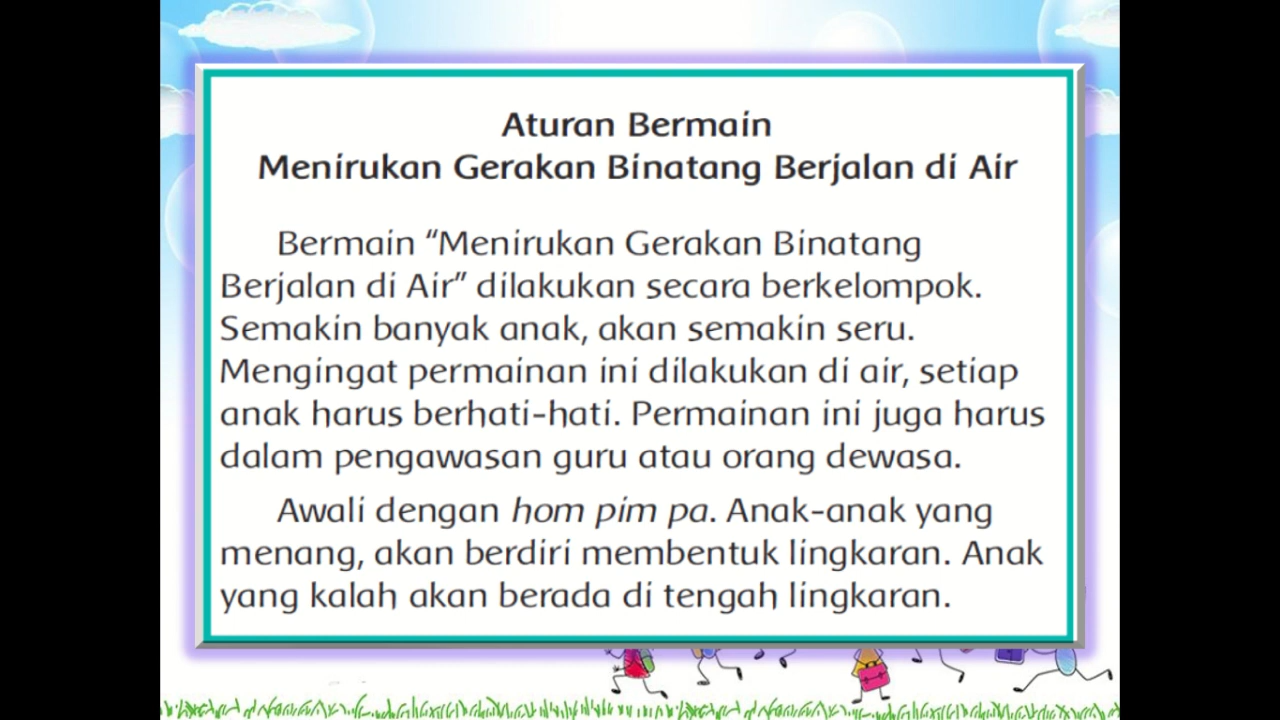 Aturan Bermain
Menirukan Gerakan Binatang Berjalan di Air
Bermain “Menirukan Gerakan Binatang
Berjalan di Air” dilakukan secara berkelompok.
Semakin banyak anak, akan semakin seru.
Mengingat permainan ini dilakukan di air, setiap
anak harus berhati-hati. Permainan ini juga harus
dalam pengawasan guru atau orang dewasa.
Awali dengan hom pim pa. Anak-anak yang
menang, akan berdiri membentuk lingkaran. Anak
yang kalah akan berada di tengah lingkaran.